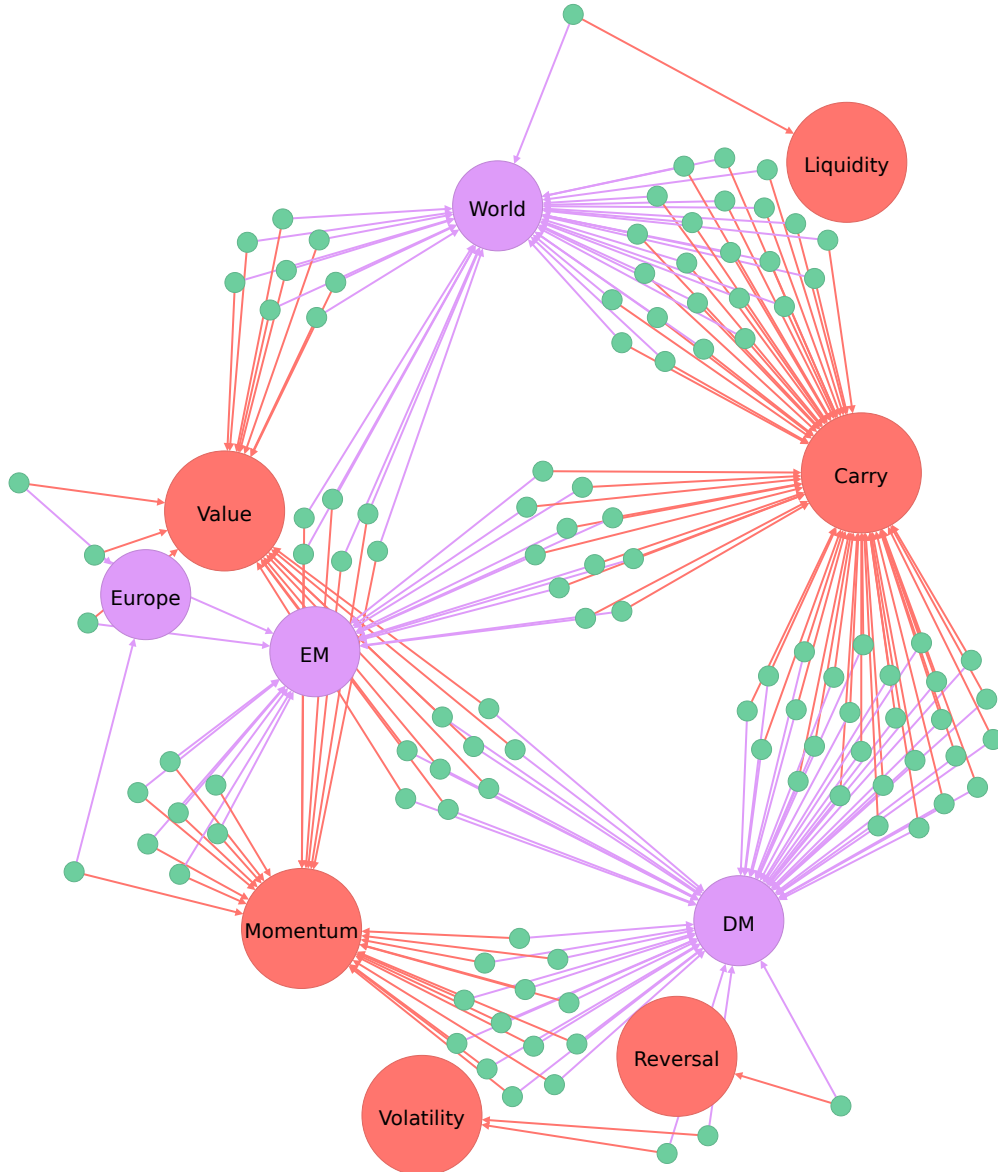 Liquidity
World
Carry
Value
Europe
EM
DM
Momentum
Reversal
Volatility